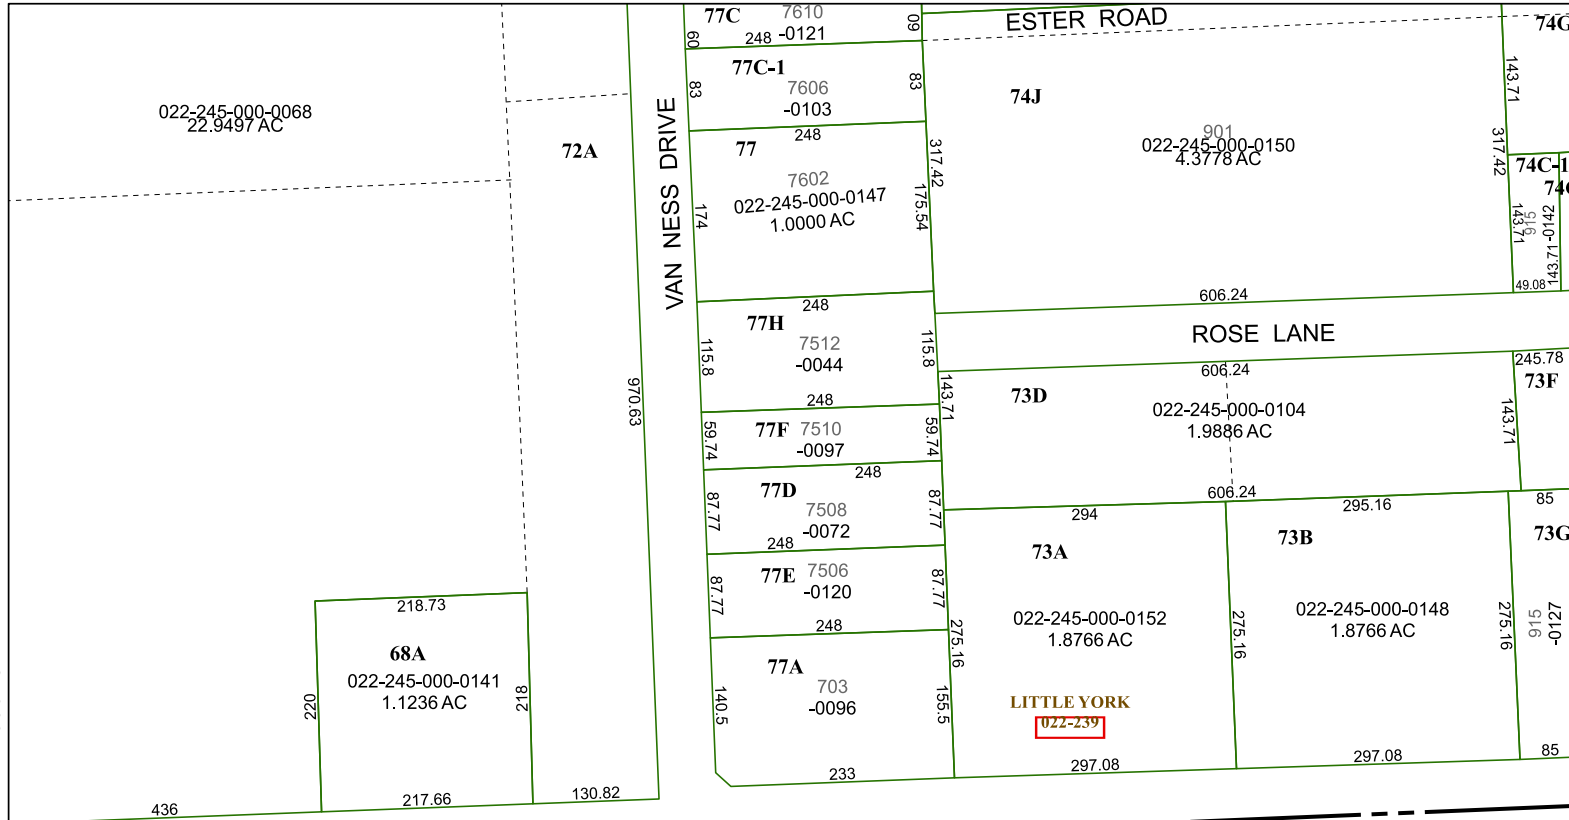 77C
7610
-0121
60
60
248
ESTER ROAD
74G
77C-1
7606
-0103
83
83
248
022-245-000-0068
22.9497 AC
72A
VAN NESS DRIVE
74J
901
022-245-000-0150
4.3778 AC
143.71
317.42
317.42
77
7602
022-245-000-0147
1.0000 AC
174
175.54
74C-1
915
-0142
143.71
143.71
49.08
606.24
248
ROSE LANE
77H
7512
-0044
115.8
115.8
248
606.24
245.78
73F
73D
022-245-000-0104
1.9886 AC
143.71
143.71
970.63
77F
7510
-0097
59.74
59.74
248
77D
7508
-0072
87.77
87.77
248
606.24
294
295.16
85
73A
73B
73G
77E
7506
-0120
87.77
87.77
248
022-245-000-0152
1.8766 AC
022-245-000-0148
1.8766 AC
275.16
275.16
275.16
915
-0127
218.73
68A
022-245-000-0141
1.1236 AC
220
218
77A
703
-0096
140.5
155.5
LITTLE YORK
022-239
436
217.66
130.82
233
297.08
297.08
85